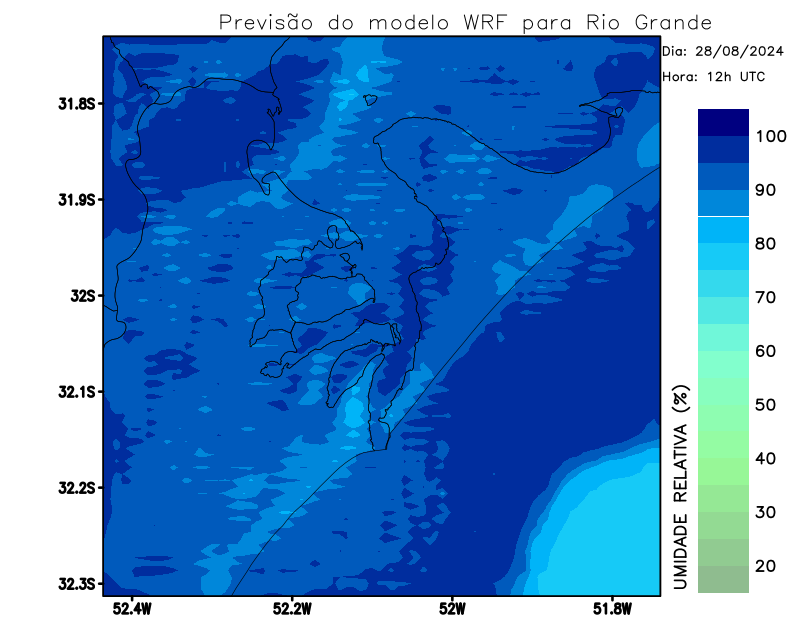 Previsão do modelo WRF para Rio Grande
Dia: 28/08/2024
Hora: 12h UTC
31.8S
31.9S
32S
32.1S
32.2S
32.3S
52.4W
52.2W
52W
51.8W
100
90
80
70
60
50
40
30
20
UMIDADE RELATIVA (%)